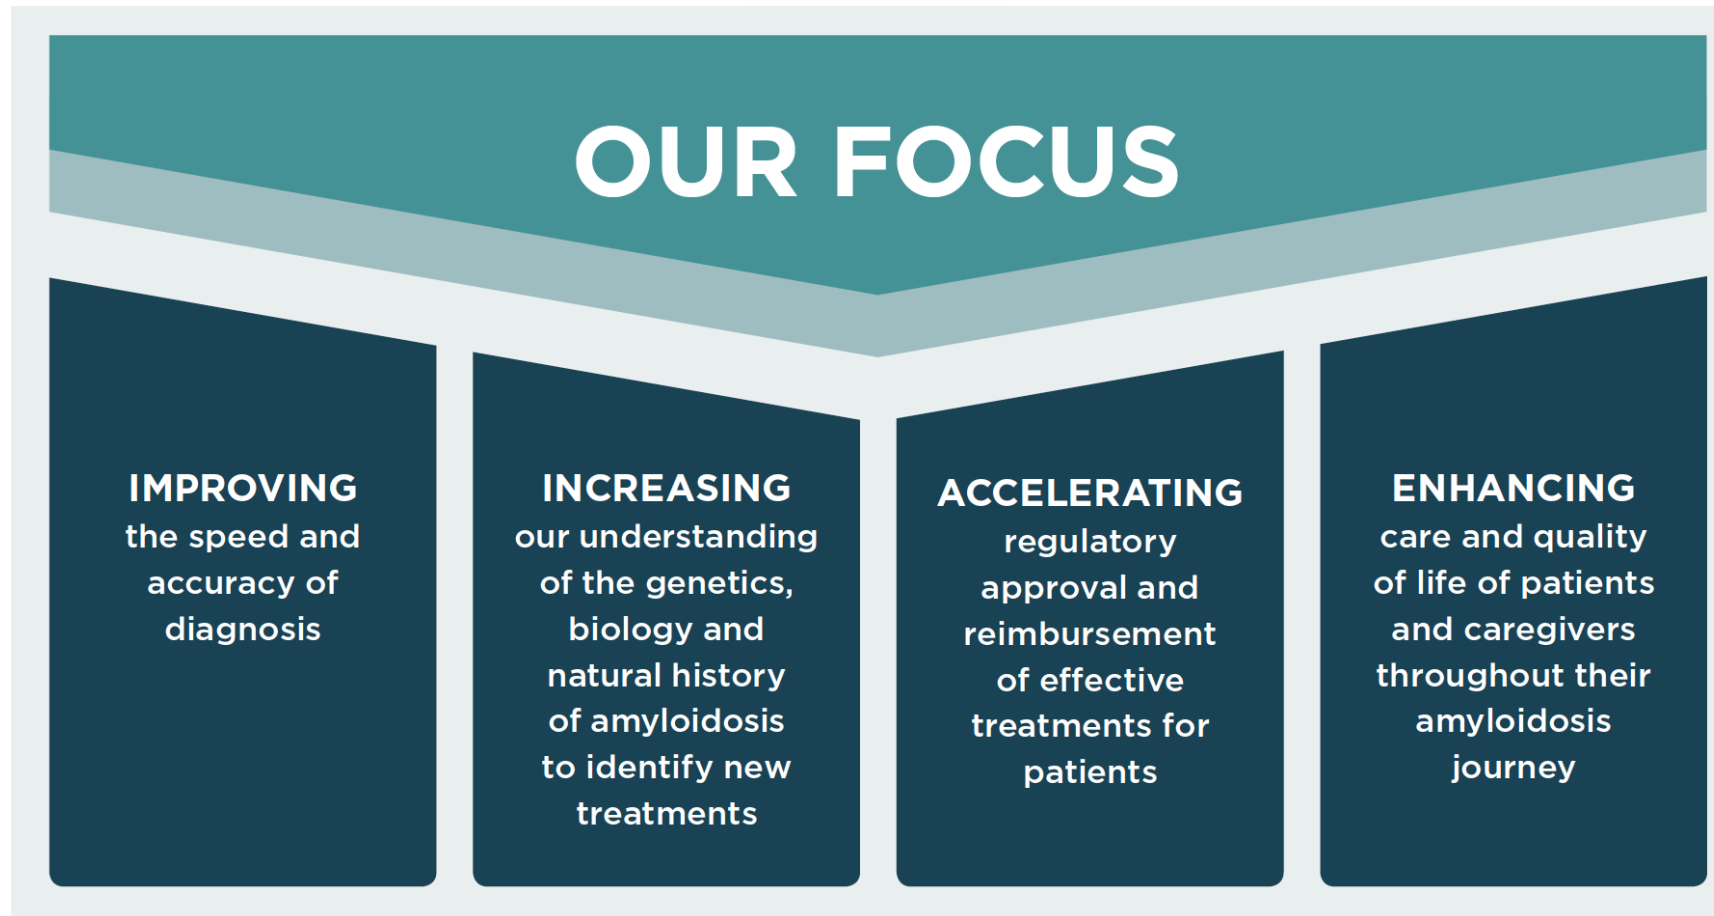 OUR FOCUS
IMPROVING
the speed and
accuracy of
diagnosis
INCREASING
our understanding
of the genetics,
biology and
natural history
of amyloidosis
to identify new
treatments
ACCELERATING
regulatory
approval and
reimbursement
of effective
treatments for
patients
ENHANCING
care and quality
of life of patients
and caregivers
throughout their
amyloidosis
journey